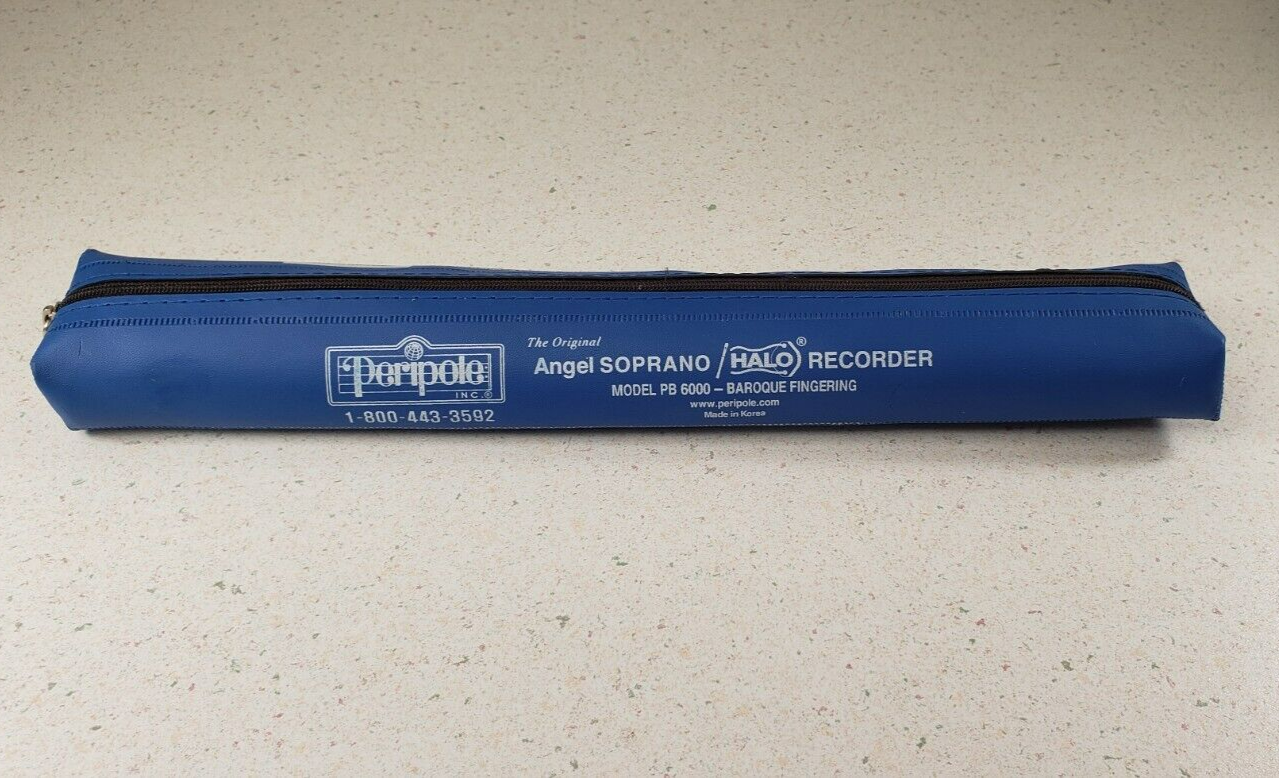 Peripole
INC.®
1-800-443-3592
The Original
Angel SOPRANO / HALO® RECORDER
MODEL PB 6000 – BAROQUE FINGERING
www.peripole.com
Made in Korea